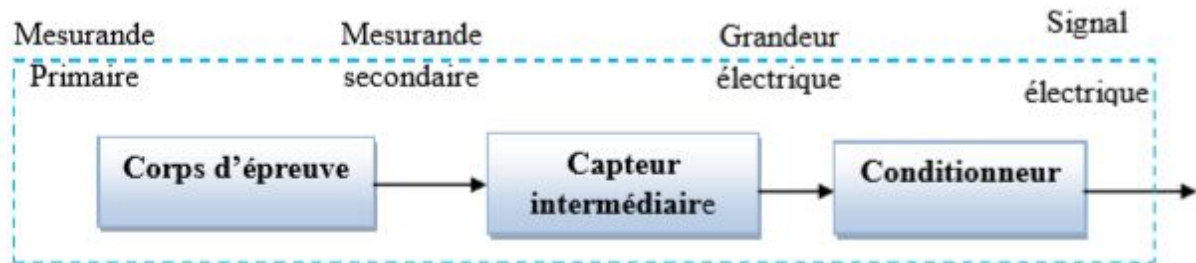 Mesurande
Primaire
Mesurande
secondaire
Grandeur
électrique
Signal
électrique
Corps d'épreuve
Capteur
intermédiaire
Conditionneur